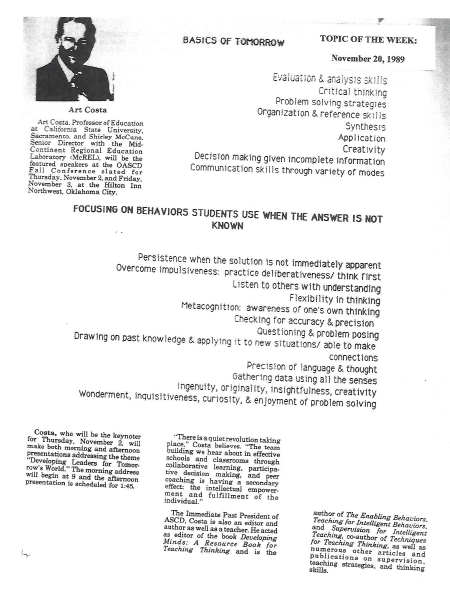 BASICS OF TOMORROW
TOPIC OF THE WEEK:
November 20, 1989
Art Costa
Art Costa, Professor of Education
at California State University,
Sacramento, and Shirley McCune,
Senior Director with the Mid-
Continent Regional Education
Laboratory (McREL), will be the
featured speakers at the OASCD
Fall Conference slated for
Thursday, November 2, and Friday,
November 3, at the Hilton Inn
Northwest, Oklahoma City.
Evaluation & analysis skills
Critical thinking
Problem solving strategies
Organization & reference skills
Synthesis
Application
Creativity
Decision making given incomplete information
Communication skills through variety of modes
FOCUSING ON BEHAVIORS STUDENTS USE WHEN THE ANSWER IS NOT
KNOWN
Persistence when the solution is not immediately apparent
Overcome impulsiveness: practice deliberativeness/ think first
Listen to others with understanding
Flexibility in thinking
Metacognition: awareness of one's own thinking
Checking for accuracy & precision
Questioning & problem posing
Drawing on past knowledge & applying it to new situations/ able to make
connections
Precision of language & thought
Gathering data using all the senses
Ingenuity, originality, insightfulness, creativity
Wonderment, inquisitiveness, curiosity, & enjoyment of problem solving
Costa, who will be the keynoter
for Thursday, November 2, will
make both morning and afternoon
presentations addressing the theme
"Developing Leaders for Tomor-
row's World." The morning address
will begin at 9 and the afternoon
presentation is scheduled for 1:45.
"There is a quiet revolution taking
place," Costa believes. "The team
building we hear about in effective
schools and classrooms through
collaborative learning, participa-
tive decision making, and peer
coaching is having a secondary
effect: the intellectual empower-
ment and fulfillment of the
individual."
The Immediate Past President of
ASCD, Costa is also an editor and
author as well as a teacher. He acted
as editor of the book Developing
Minds: A Resource Book for
Teaching Thinking and is the
author of The Enabling Behaviors,
Teaching for Intelligent Behaviors,
and Supervision for Intelligent
Teaching, co-author of Techniques
for Teaching Thinking, as well as
numerous other articles and
publications on supervision,
teaching strategies, and thinking
skills.